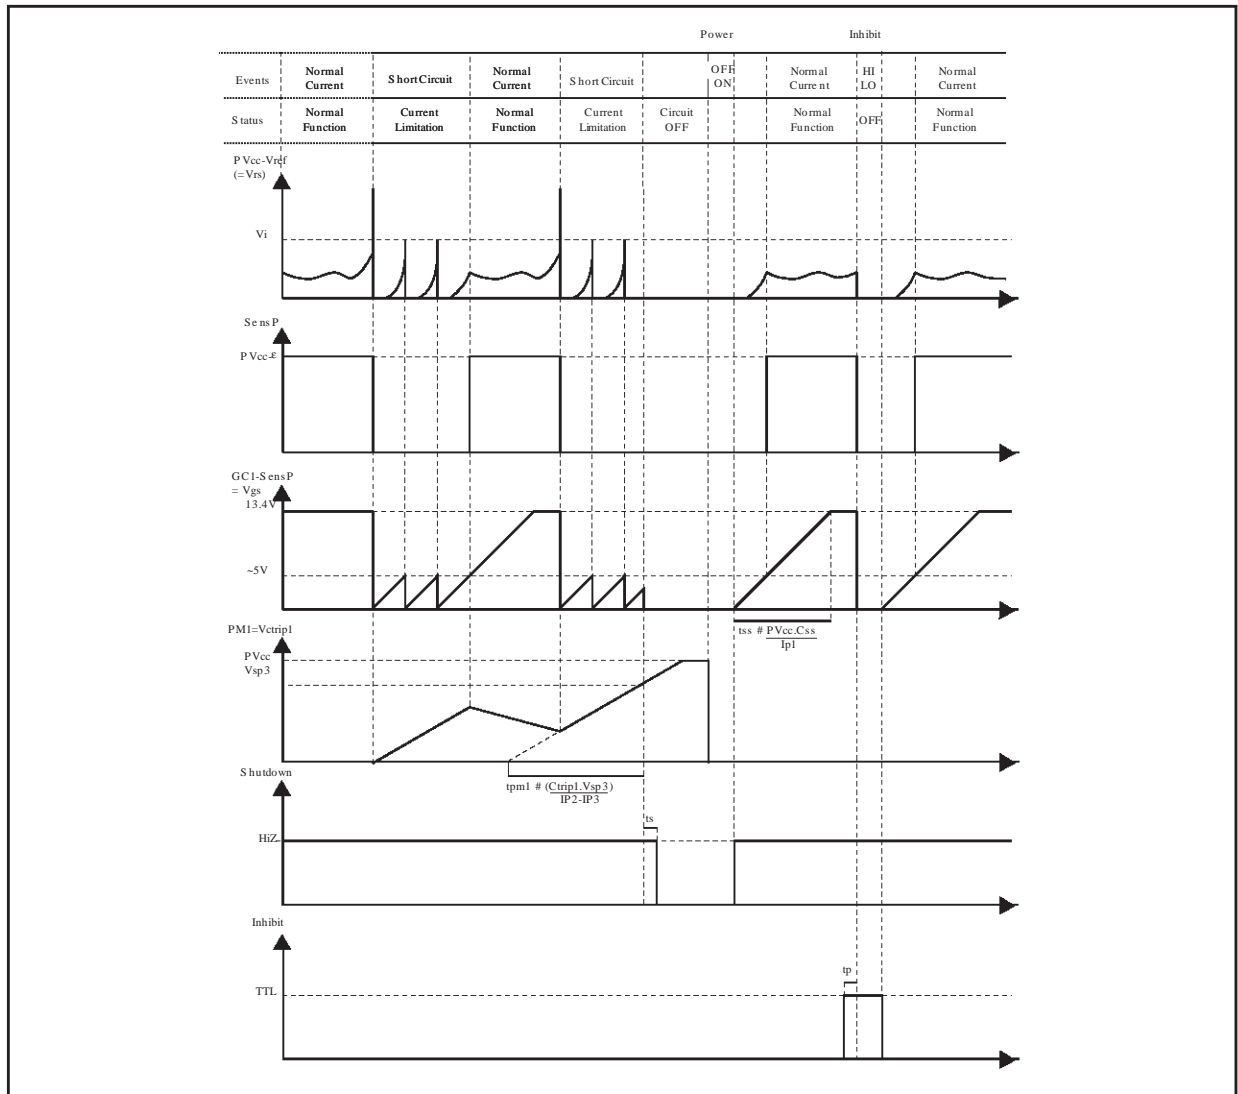 Power Inhibit
Events Normal Current Short Circuit Normal Current Short Circuit OFF ON Normal Current HI LO Normal Current
Status Normal Function Current Limitation Normal Function Current Limitation Circuit OFF Normal Function OFF Normal Function
PVcc-Vref
(=Vrs)
Vi
SensP
PVcc-ε
GC1-SensP
= Vgs
13.4V
~5V
tss # PVcc.Css
Ip1
PM1=Vctrip1
PVcc
Vsp3
tpm1 # (Ctrip1.Vsp3)
IP2-IP3
Shutdown
ts
HiZ
Inhibit
tp
TTL